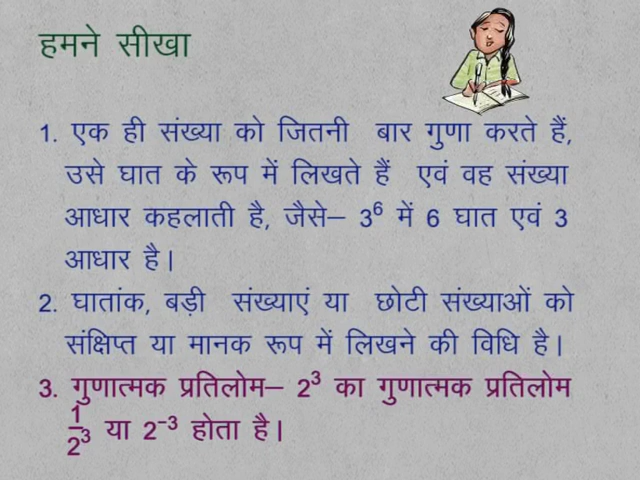 हमने सीखा
1. एक ही संख्या को जितनी बार गुणा करते हैं,
उसे घात के रूप में लिखते हैं एवं वह संख्या
आधार कहलाती है, जैसे– 3⁶ में 6 घात एवं 3
आधार है।
2. घातांक, बड़ी संख्याएं या छोटी संख्याओं को
संक्षिप्त या मानक रूप में लिखने की विधि है।
3. गुणात्मक प्रतिलोम– 2³ का गुणात्मक प्रतिलोम
1/2³ या 2⁻³ होता है।